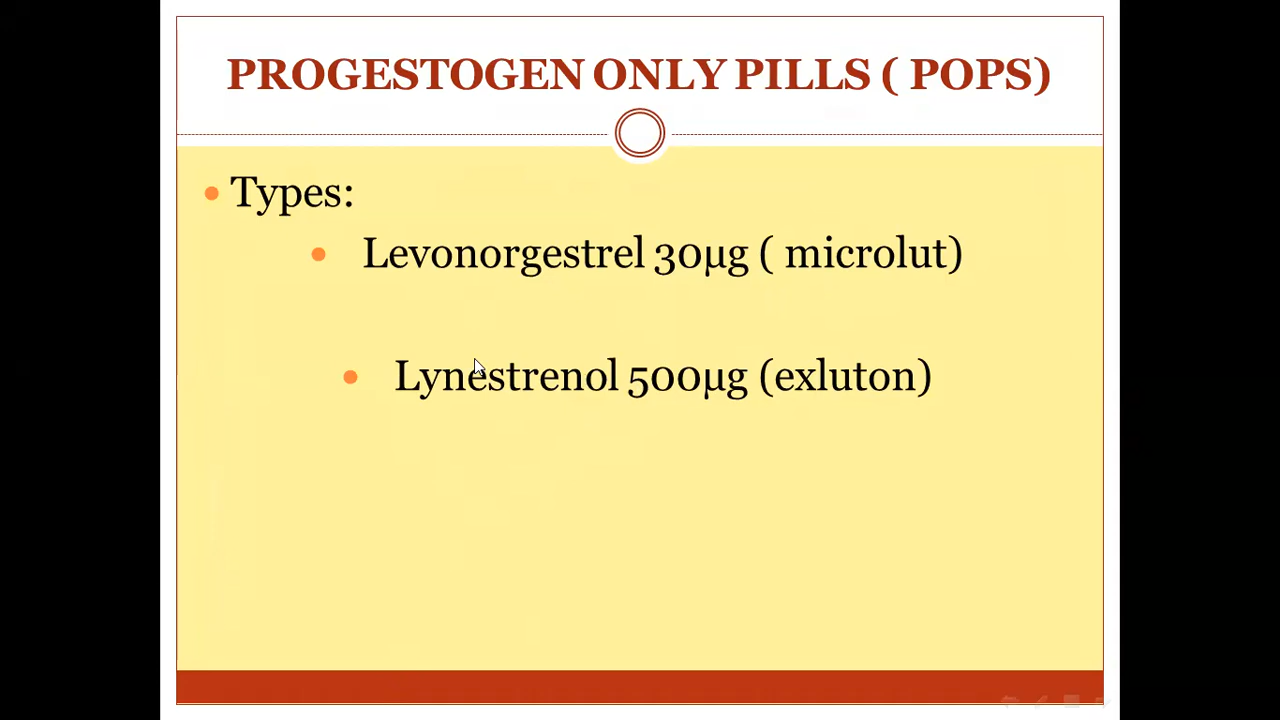 PROGESTOGEN ONLY PILLS ( POPS)
Types:
Levonorgestrel 30µg ( microlut)
Lynestrenol 500µg (exluton)